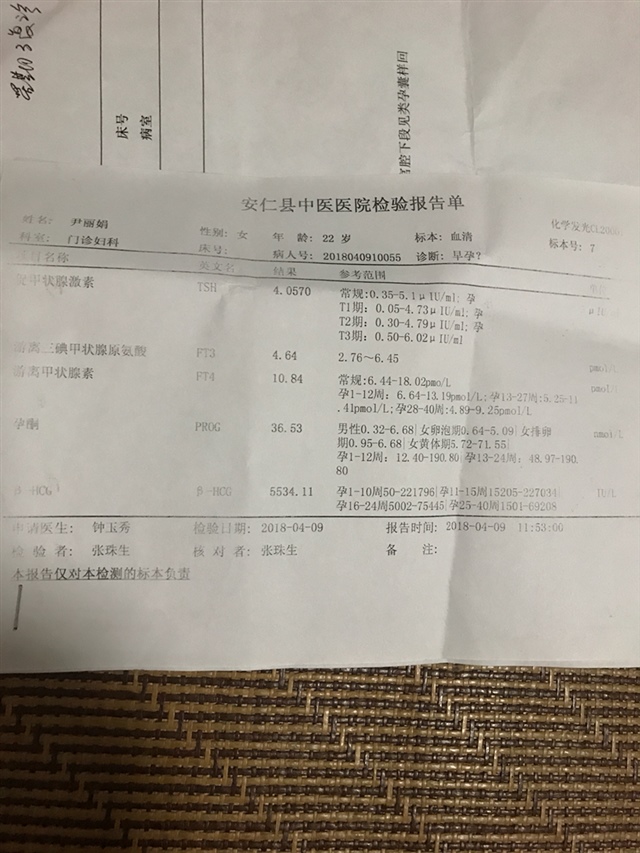 床号
病室
宫腔下段见类孕囊样回
安仁县中医医院检验报告单
化学发光CL2000
姓名: 尹丽娟 性别: 女 年 龄: 22 岁 标本: 血清 标本号: 7
科室: 门诊妇科 床号: 病人号: 2018040910055 诊断: 早孕?
项目名称 英文名 结果 参考范围
促甲状腺激素 TSH 4.0570 常规:0.35-5.1μIU/ml; 孕
T1期: 0.05-4.73μIU/ml; 孕
T2期: 0.30-4.79μIU/ml; 孕
T3期: 0.50-6.02μIU/ml
游离三碘甲状腺原氨酸 FT3 4.64 2.76~6.45 pmol/L
游离甲状腺素 FT4 10.84 常规:6.44-18.02pmo/L pmol/L
孕1-12周: 6.64-13.19pmol/L;孕13-27周:5.25-11
.41pmol/L;孕28-40周:4.89-9.25pmol/L
孕酮 PROG 36.53 男性0.32-6.68|女卵泡期0.64-5.09|女排卵 nmol/L
期0.95-6.68|女黄体期5.72-71.55|
孕1-12周: 12.40-190.80|孕13-24周: 48.97-190.
80
β-HCG β-HCG 5534.11 孕1-10周50-221796|孕11-15周15205-227034| IU/L
孕16-24周5002-75445|孕25-40周1501-69208
申请医生: 钟玉秀 检验日期: 2018-04-09 报告时间: 2018-04-09 11:53:00
检 验 者: 张珠生 核 对 者: 张珠生 备 注:
本报告仅对本检测的标本负责